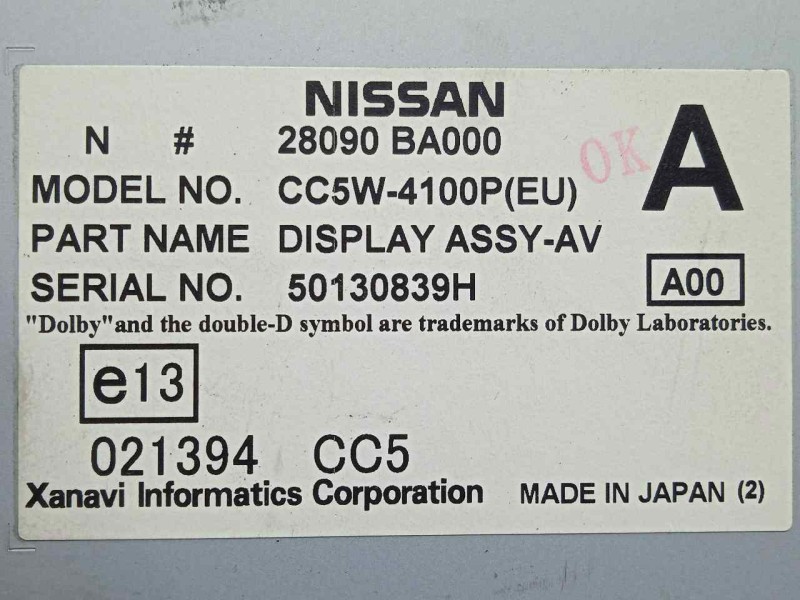 NISSAN
N # 28090 BA000
OK
A
MODEL NO. CC5W-4100P(EU)
PART NAME DISPLAY ASSY-AV
SERIAL NO. 50130839H
A00
"Dolby"and the double-D symbol are trademarks of Dolby Laboratories.
e13
021394 CC5
Xanavi Informatics Corporation MADE IN JAPAN (2)